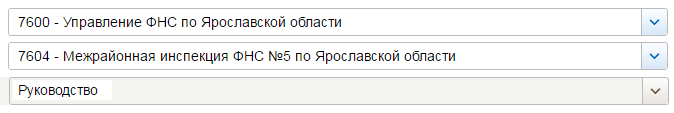 7600 - Управление ФНС по Ярославской области
7604 - Межрайонная инспекция ФНС №5 по Ярославской области
Руководство